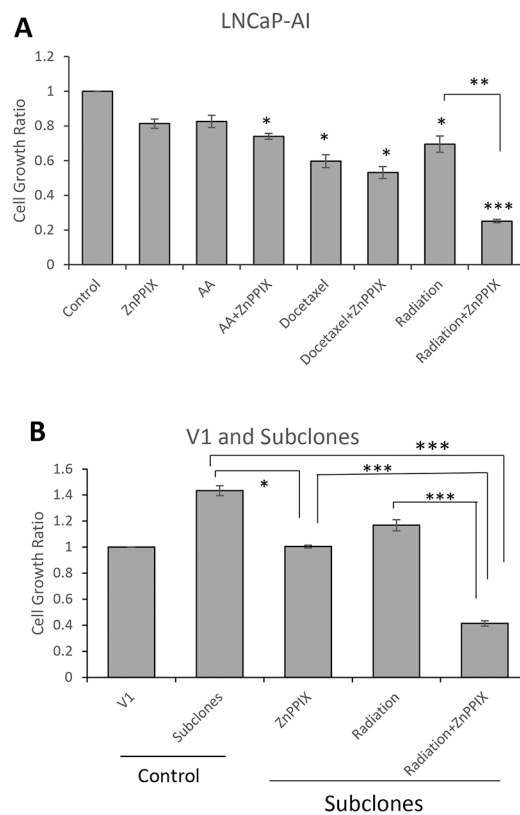 A
LNCaP-AI
Cell Growth Ratio
1.2
1
0.8
0.6
0.4
0.2
0
*
*
*
*
**
***
Control
ZnPPIX
AA
AA+ZnPPIX
Docetaxel
Docetaxel+ZnPPIX
Radiation
Radiation+ZnPPIX
B
V1 and Subclones
Cell Growth Ratio
1.6
1.4
1.2
1
0.8
0.6
0.4
0.2
0
***
*
***
***
V1
Subclones
ZnPPIX
Radiation
Radiation+ZnPPIX
Control
Subclones